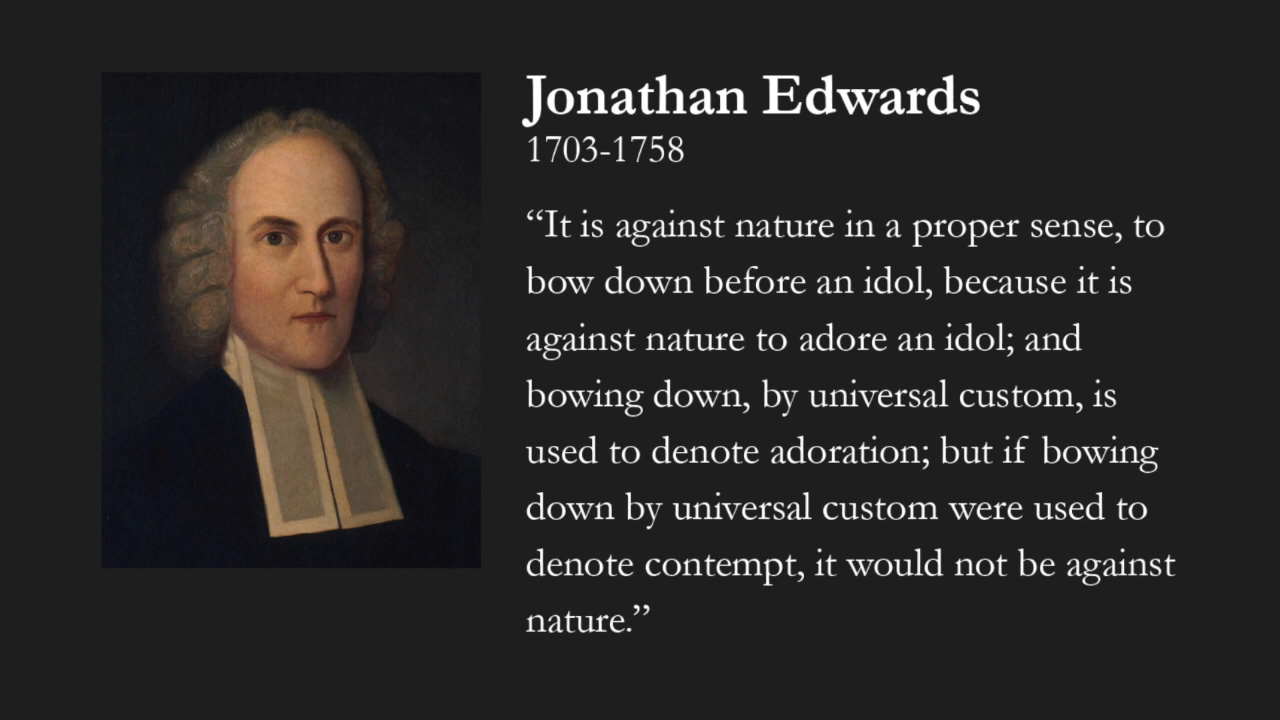 Jonathan Edwards
1703-1758
“It is against nature in a proper sense, to
bow down before an idol, because it is
against nature to adore an idol; and
bowing down, by universal custom, is
used to denote adoration; but if bowing
down by universal custom were used to
denote contempt, it would not be against
nature.”